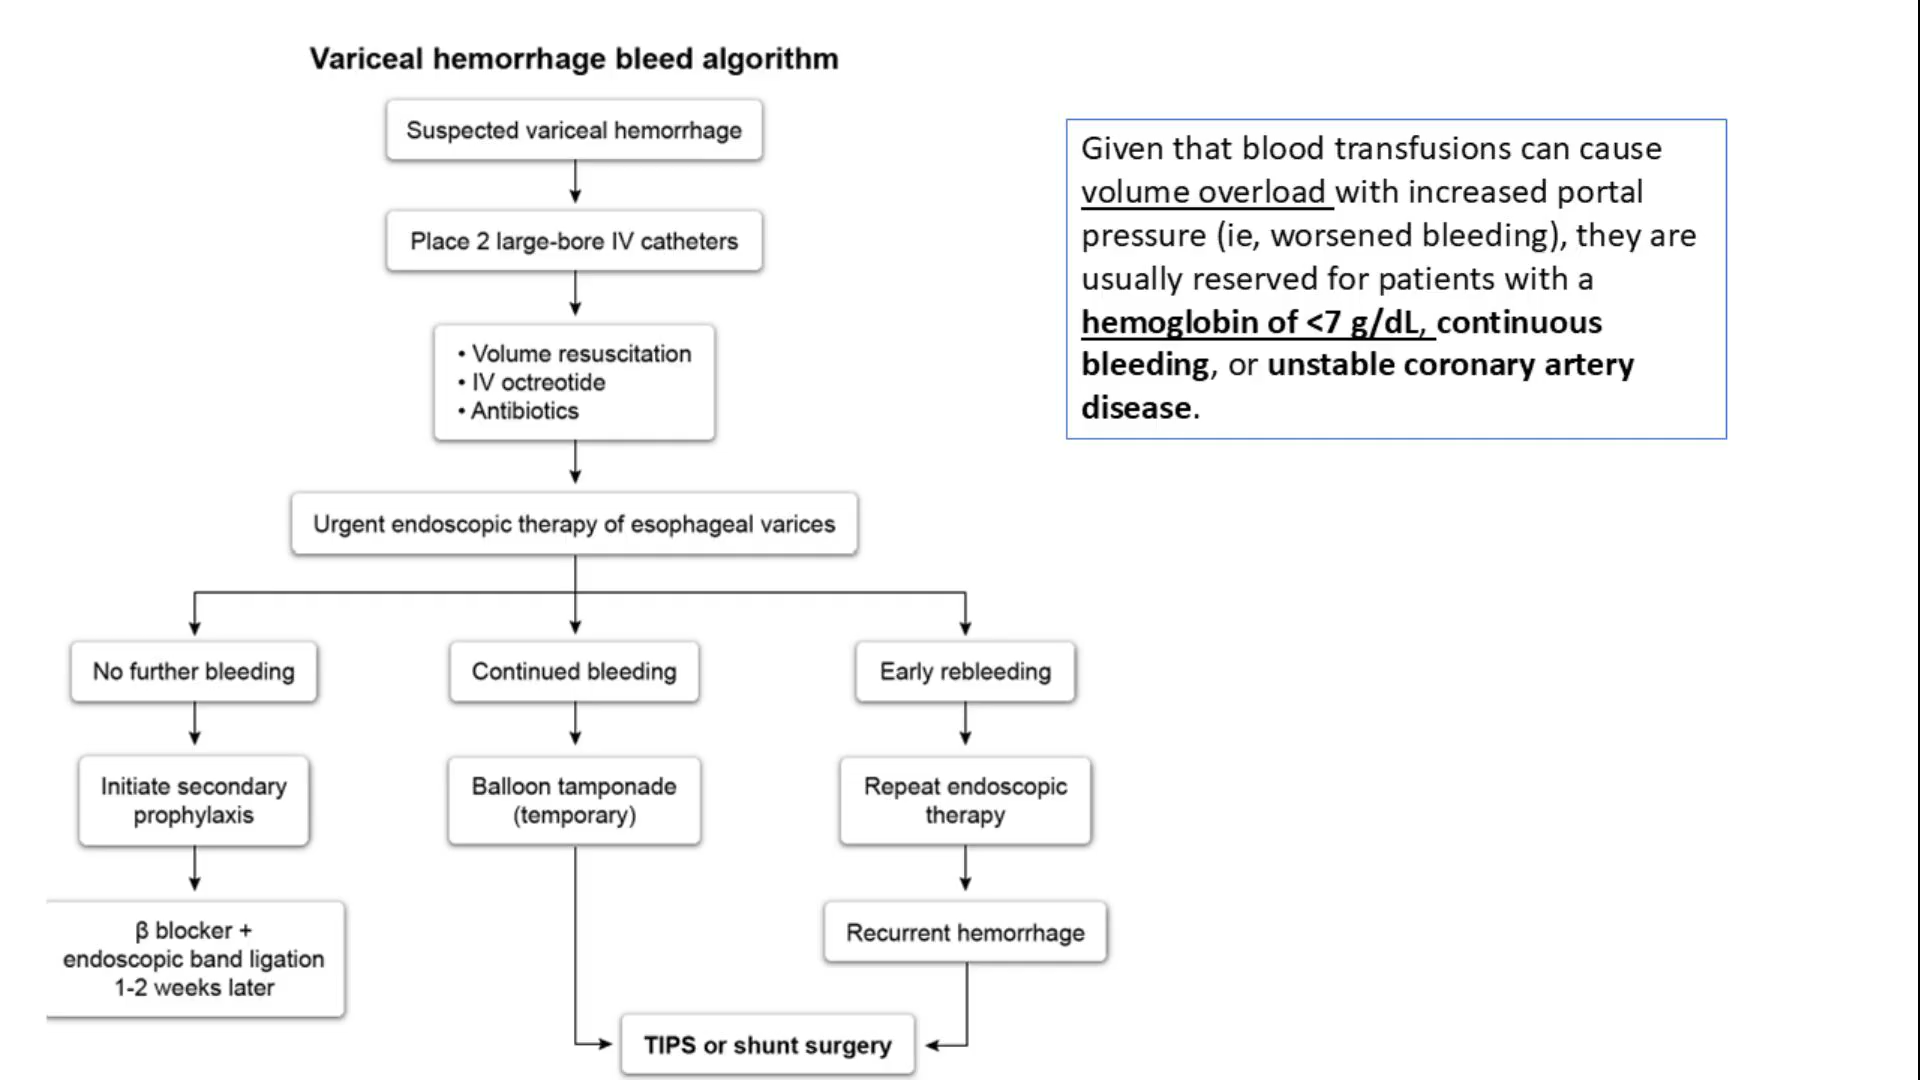 Variceal hemorrhage bleed algorithm
Suspected variceal hemorrhage
Place 2 large-bore IV catheters
• Volume resuscitation
• IV octreotide
• Antibiotics
Urgent endoscopic therapy of esophageal varices
No further bleeding
Initiate secondary
prophylaxis
β blocker +
endoscopic band ligation
1-2 weeks later
Continued bleeding
Balloon tamponade
(temporary)
Early rebleeding
Repeat endoscopic
therapy
Recurrent hemorrhage
TIPS or shunt surgery
Given that blood transfusions can cause
volume overload with increased portal
pressure (ie, worsened bleeding), they are
usually reserved for patients with a
hemoglobin of <7 g/dL, continuous
bleeding, or unstable coronary artery
disease.